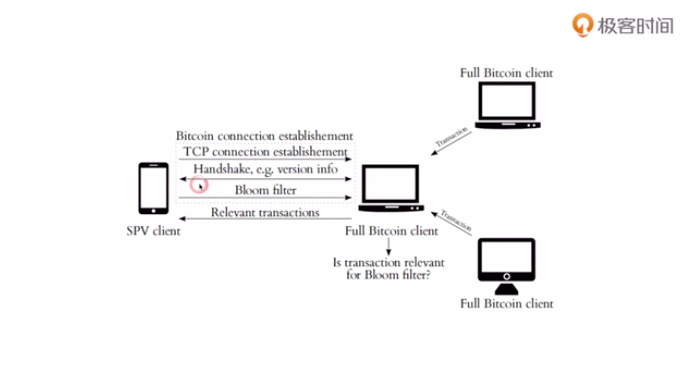 极客时间
Full Bitcoin client
Transaction
Bitcoin connection establishement
TCP connection establishement
Handshake, e.g. version info
Bloom filter
Relevant transactions
SPV client
Full Bitcoin client
Transaction
Is transaction relevant
for Bloom filter?
Full Bitcoin client